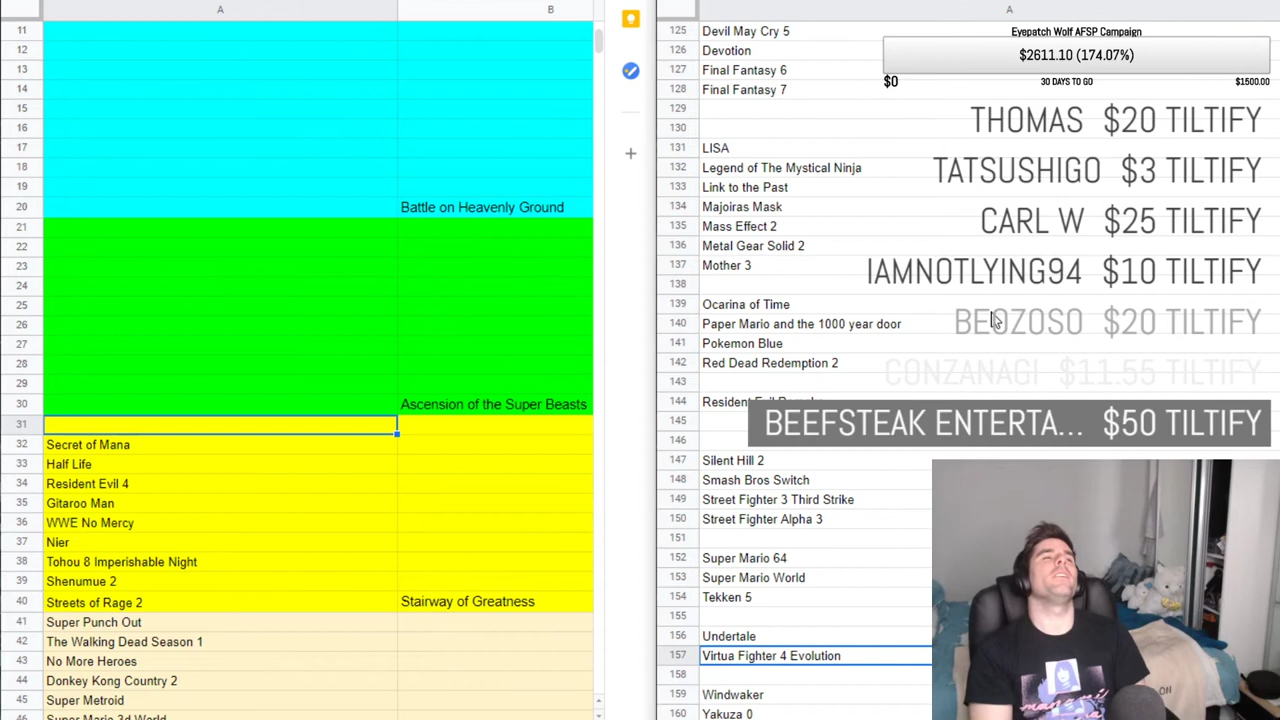 A
B
11
12
13
14
15
16
17
18
19
20 Battle on Heavenly Ground
21
22
23
24
25
26
27
28
29
30 Ascension of the Super Beasts
31
32 Secret of Mana
33 Half Life
34 Resident Evil 4
35 Gitaroo Man
36 WWE No Mercy
37 Nier
38 Tohou 8 Imperishable Night
39 Shenumue 2
40 Streets of Rage 2 Stairway of Greatness
41 Super Punch Out
42 The Walking Dead Season 1
43 No More Heroes
44 Donkey Kong Country 2
45 Super Metroid
46 Super Mario 3d World
A
125 Devil May Cry 5
126 Devotion
127 Final Fantasy 6
128 Final Fantasy 7
129
130
131 LISA
132 Legend of The Mystical Ninja
133 Link to the Past
134 Majoiras Mask
135 Mass Effect 2
136 Metal Gear Solid 2
137 Mother 3
138
139 Ocarina of Time
140 Paper Mario and the 1000 year door
141 Pokemon Blue
142 Red Dead Redemption 2
143
144 Resident Evil
145
146
147 Silent Hill 2
148 Smash Bros Switch
149 Street Fighter 3 Third Strike
150 Street Fighter Alpha 3
151
152 Super Mario 64
153 Super Mario World
154 Tekken 5
155
156 Undertale
157 Virtua Fighter 4 Evolution
158
159 Windwaker
160 Yakuza 0
Eyepatch Wolf AFSP Campaign
$2611.10 (174.07%)
$0 30 DAYS TO GO $1500.00
THOMAS $20 TILTIFY
TATSUSHIGO $3 TILTIFY
CARL W $25 TILTIFY
IAMNOTLYING94 $10 TILTIFY
BEOZOSO $20 TILTIFY
CONZANAGI $11.55 TILTIFY
BEEFSTEAK ENTERTA... $50 TILTIFY